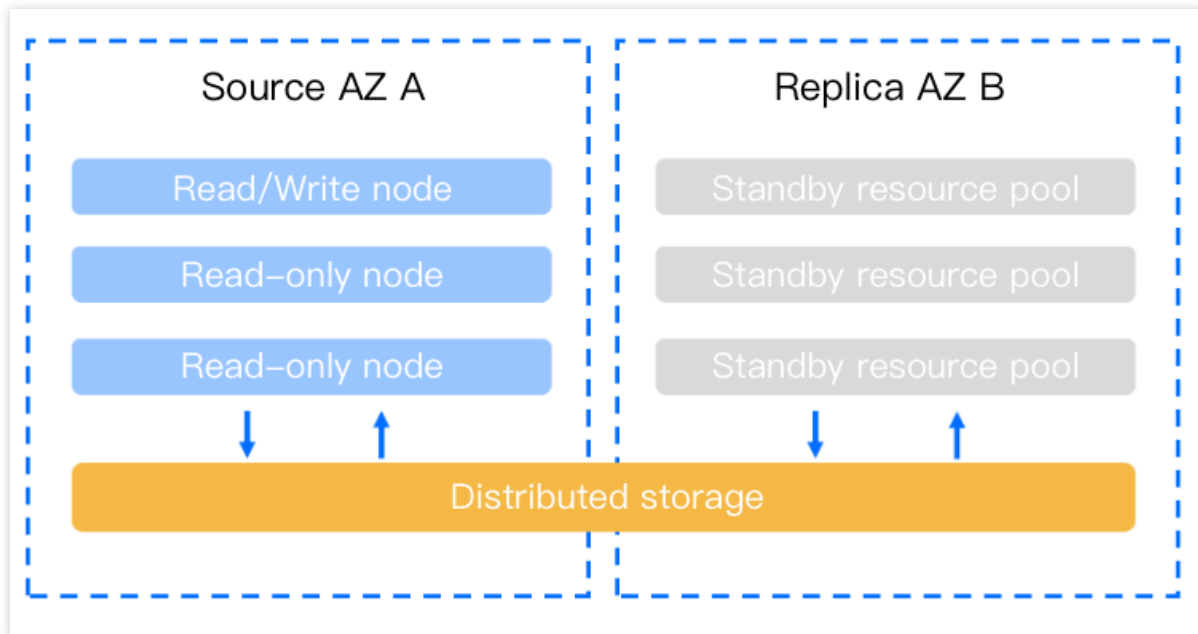 Source AZ A
Read/Write node
Read-only node
Read-only node
Replica AZ B
Standby resource pool
Standby resource pool
Standby resource pool
Distributed storage